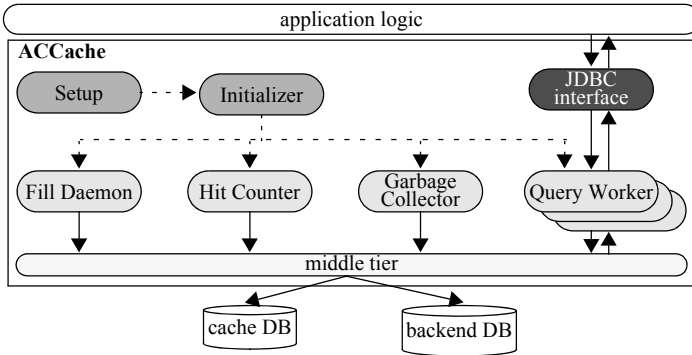 application logic
ACCache
Setup
Initializer
JDBC
interface
Fill Daemon
Hit Counter
Garbage
Collector
Query Worker
middle tier
cache DB
backend DB